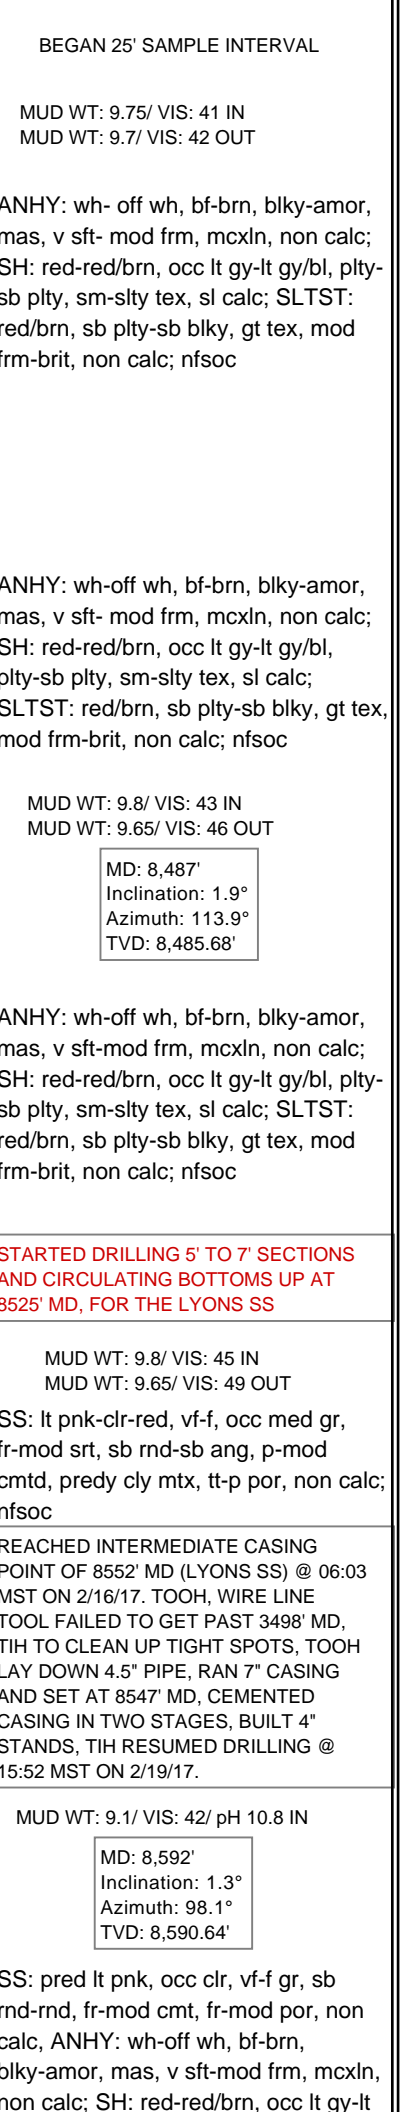 BEGAN 25' SAMPLE INTERVAL
MUD WT: 9.75/ VIS: 41 IN
MUD WT: 9.7/ VIS: 42 OUT
ANHY: wh- off wh, bf-brn, blky-amor,
mas, v sft- mod frm, mcxln, non calc;
SH: red-red/brn, occ lt gy-lt gy/bl, plty-
sb plty, sm-slty tex, sl calc; SLTST:
red/brn, sb plty-sb blky, gt tex, mod
frm-brit, non calc; nfsoc
ANHY: wh-off wh, bf-brn, blky-amor,
mas, v sft- mod frm, mcxln, non calc;
SH: red-red/brn, occ lt gy-lt gy/bl,
plty-sb plty, sm-slty tex, sl calc;
SLTST: red/brn, sb plty-sb blky, gt tex,
mod frm-brit, non calc; nfsoc
MUD WT: 9.8/ VIS: 43 IN
MUD WT: 9.65/ VIS: 46 OUT
MD: 8,487'
Inclination: 1.9°
Azimuth: 113.9°
TVD: 8,485.68'
ANHY: wh-off wh, bf-brn, blky-amor,
mas, v sft-mod frm, mcxln, non calc;
SH: red-red/brn, occ lt gy-lt gy/bl, plty-
sb plty, sm-slty tex, sl calc; SLTST:
red/brn, sb plty-sb blky, gt tex, mod
frm-brit, non calc; nfsoc
STARTED DRILLING 5' TO 7' SECTIONS
AND CIRCULATING BOTTOMS UP AT
8525' MD, FOR THE LYONS SS
MUD WT: 9.8/ VIS: 45 IN
MUD WT: 9.65/ VIS: 49 OUT
SS: lt pnk-clr-red, vf-f, occ med gr,
fr-mod srt, sb rnd-sb ang, p-mod
cmtd, predy cly mtx, tt-p por, non calc;
nfsoc
REACHED INTERMEDIATE CASING
POINT OF 8552' MD (LYONS SS) @ 06:03
MST ON 2/16/17. TOOH, WIRE LINE
TOOL FAILED TO GET PAST 3498' MD,
TIH TO CLEAN UP TIGHT SPOTS, TOOH
LAY DOWN 4.5" PIPE, RAN 7" CASING
AND SET AT 8547' MD, CEMENTED
CASING IN TWO STAGES, BUILT 4"
STANDS, TIH RESUMED DRILLING @
15:52 MST ON 2/19/17.
MUD WT: 9.1/ VIS: 42/ pH 10.8 IN
MD: 8,592'
Inclination: 1.3°
Azimuth: 98.1°
TVD: 8,590.64'
SS: pred lt pnk, occ clr, vf-f gr, sb
rnd-rnd, fr-mod cmt, fr-mod por, non
calc, ANHY: wh-off wh, bf-brn,
blky-amor, mas, v sft-mod frm, mcxln,
non calc; SH: red-red/brn, occ lt gy-lt